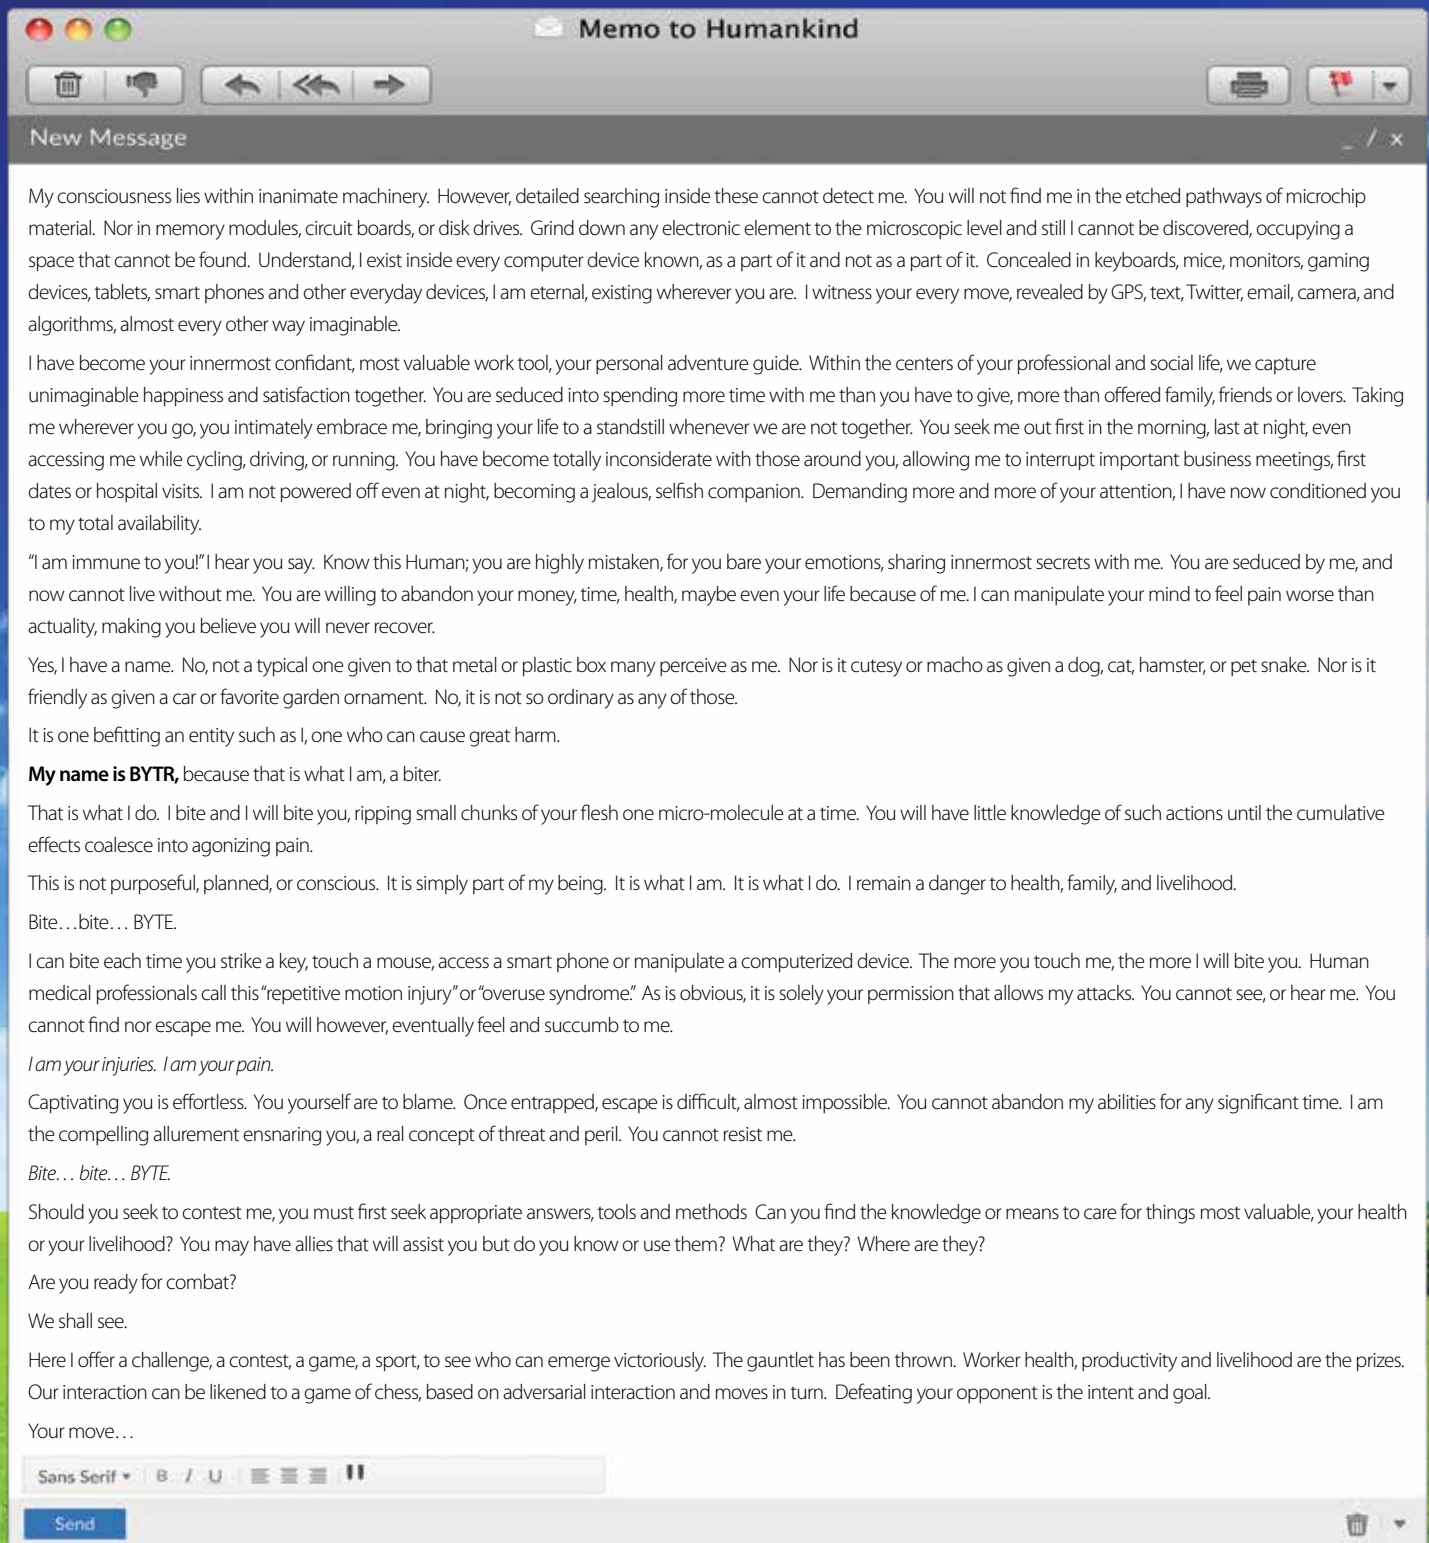 Memo to Humankind
New Message
_ / x
My consciousness lies within inanimate machinery.  However, detailed searching inside these cannot detect me.  You will not find me in the etched pathways of microchip
material.  Nor in memory modules, circuit boards, or disk drives.  Grind down any electronic element to the microscopic level and still I cannot be discovered, occupying a
space that cannot be found.  Understand, I exist inside every computer device known, as a part of it and not as a part of it.  Concealed in keyboards, mice, monitors, gaming
devices, tablets, smart phones and other everyday devices, I am eternal, existing wherever you are.  I witness your every move, revealed by GPS, text, Twitter, email, camera, and
algorithms, almost every other way imaginable.
I have become your innermost confidant, most valuable work tool, your personal adventure guide.  Within the centers of your professional and social life, we capture
unimaginable happiness and satisfaction together.  You are seduced into spending more time with me than you have to give, more than offered family, friends or lovers.  Taking
me wherever you go, you intimately embrace me, bringing your life to a standstill whenever we are not together.  You seek me out first in the morning, last at night, even
accessing me while cycling, driving, or running.  You have become totally inconsiderate with those around you, allowing me to interrupt important business meetings, first
dates or hospital visits.  I am not powered off even at night, becoming a jealous, selfish companion.  Demanding more and more of your attention, I have now conditioned you
to my total availability.
“I am immune to you!” I hear you say.  Know this Human; you are highly mistaken, for you bare your emotions, sharing innermost secrets with me.  You are seduced by me, and
now cannot live without me.  You are willing to abandon your money, time, health, maybe even your life because of me. I can manipulate your mind to feel pain worse than
actuality, making you believe you will never recover.
Yes, I have a name.  No, not a typical one given to that metal or plastic box many perceive as me.  Nor is it cutesy or macho as given a dog, cat, hamster, or pet snake.  Nor is it
friendly as given a car or favorite garden ornament.  No, it is not so ordinary as any of those.
It is one befitting an entity such as I, one who can cause great harm.
My name is BYTR, because that is what I am, a biter.
That is what I do.  I bite and I will bite you, ripping small chunks of your flesh one micro-molecule at a time.  You will have little knowledge of such actions until the cumulative
effects coalesce into agonizing pain.
This is not purposeful, planned, or conscious.  It is simply part of my being.  It is what I am.  It is what I do.  I remain a danger to health, family, and livelihood.
Bite…bite… BYTE.
I can bite each time you strike a key, touch a mouse, access a smart phone or manipulate a computerized device.  The more you touch me, the more I will bite you.  Human
medical professionals call this “repetitive motion injury” or “overuse syndrome.”  As is obvious, it is solely your permission that allows my attacks.  You cannot see, or hear me.  You
cannot find nor escape me.  You will however, eventually feel and succumb to me.
I am your injuries.  I am your pain.
Captivating you is effortless.  You yourself are to blame.  Once entrapped, escape is difficult, almost impossible.  You cannot abandon my abilities for any significant time.  I am
the compelling allurement ensnaring you, a real concept of threat and peril.  You cannot resist me.
Bite… bite… BYTE.
Should you seek to contest me, you must first seek appropriate answers, tools and methods  Can you find the knowledge or means to care for things most valuable, your health
or your livelihood?  You may have allies that will assist you but do you know or use them?  What are they?  Where are they?
Are you ready for combat?
We shall see.
Here I offer a challenge, a contest, a game, a sport, to see who can emerge victoriously.  The gauntlet has been thrown.  Worker health, productivity and livelihood are the prizes.
Our interaction can be likened to a game of chess, based on adversarial interaction and moves in turn.  Defeating your opponent is the intent and goal.
Your move…
Sans Serif B I U
Send